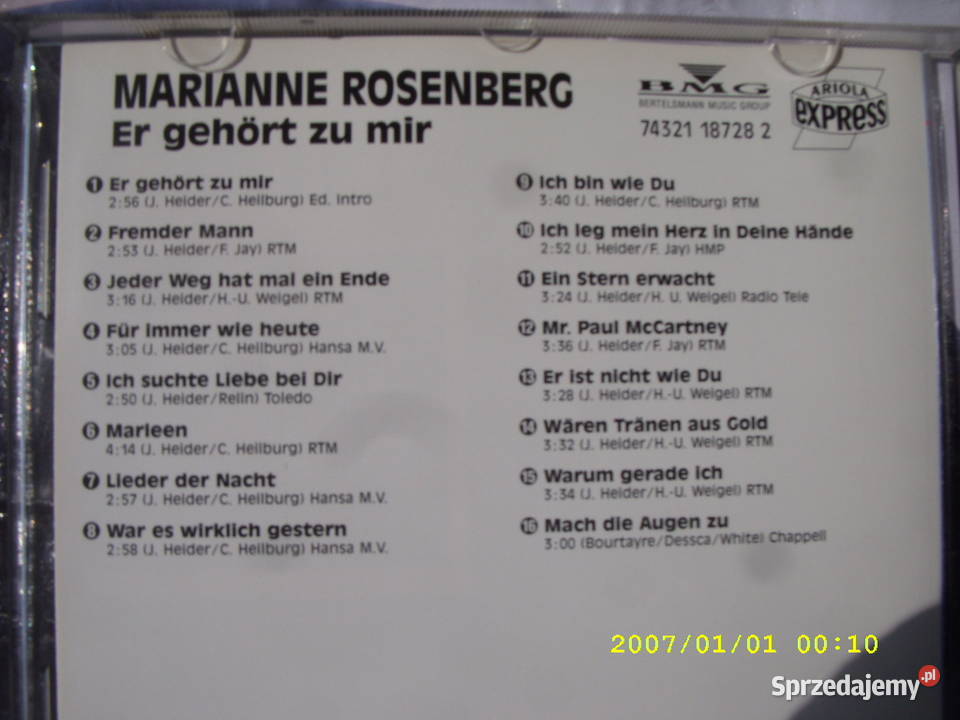 MARIANNE ROSENBERG
Er gehört zu mir
BMG
BERTELSMANN MUSIC GROUP
74321 18728 2
ARIOLA
eXPRESS
1 Er gehört zu mir
2:56 (J. Heider/C. Heilburg) Ed. Intro
2 Fremder Mann
2:53 (J. Heider/F. Jay) RTM
3 Jeder Weg hat mal ein Ende
3:16 (J. Heider/H.-U. Weigel) RTM
4 Für immer wie heute
3:05 (J. Heider/C. Heilburg) Hansa M.V.
5 Ich suchte Liebe bei Dir
2:50 (J. Heider/Relin) Toledo
6 Marleen
4:14 (J. Heider/C. Heilburg) RTM
7 Lieder der Nacht
2:57 (J. Heider/C. Heilburg) Hansa M.V.
8 War es wirklich gestern
2:58 (J. Heider/C. Heilburg) Hansa M.V.
9 Ich bin wie Du
3:40 (J. Heider/C. Heilburg) RTM
10 Ich leg mein Herz in Deine Hände
2:52 (J. Heider/F. Jay) HMP
11 Ein Stern erwacht
3:24 (J. Heider/H. U. Weigel) Radio Tele
12 Mr. Paul McCartney
3:36 (J. Heider/F. Jay) RTM
13 Er ist nicht wie Du
3:28 (J. Heider/H.-U. Weigel) RTM
14 Wären Tränen aus Gold
3:32 (J. Heider/H.-U. Weigel) RTM
15 Warum gerade ich
3:34 (J. Heider/H.-U. Weigel) RTM
16 Mach die Augen zu
3:00 (Bourtayre/Dessca/White) Chappell
2007/01/01 00:10
Sprzedajemy.pl